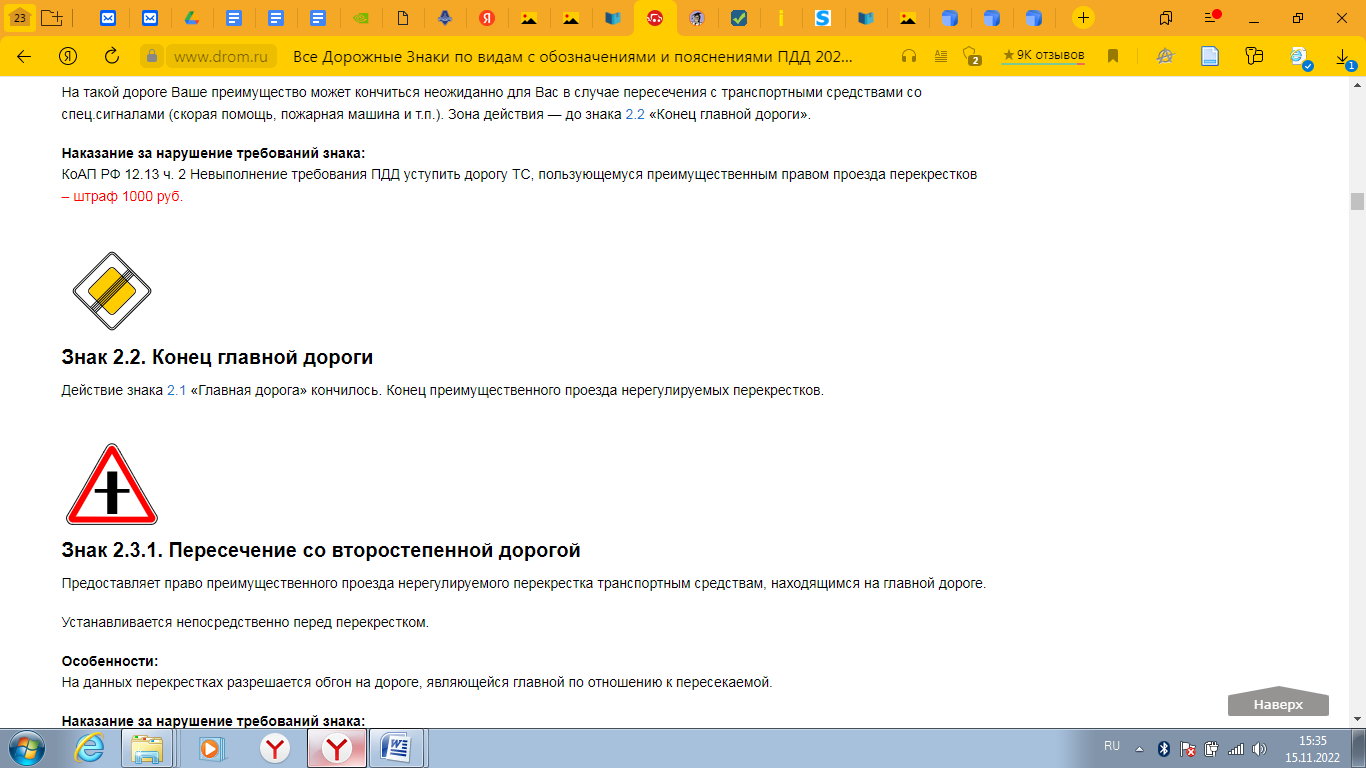 23
www.drom.ru
Все Дорожные Знаки по видам с обозначениями и пояснениями ПДД 202...
2
★ 9K отзывов
1
На такой дороге Ваше преимущество может кончиться неожиданно для Вас в случае пересечения с транспортными средствами со
спец.сигналами (скорая помощь, пожарная машина и т.п.). Зона действия — до знака 2.2 «Конец главной дороги».
Наказание за нарушение требований знака:
КоАП РФ 12.13 ч. 2 Невыполнение требования ПДД уступить дорогу ТС, пользующемуся преимущественным правом проезда перекрестков
– штраф 1000 руб.
Знак 2.2. Конец главной дороги
Действие знака 2.1 «Главная дорога» кончилось. Конец преимущественного проезда нерегулируемых перекрестков.
Знак 2.3.1. Пересечение со второстепенной дорогой
Предоставляет право преимущественного проезда нерегулируемого перекрестка транспортным средствам, находящимся на главной дороге.
Устанавливается непосредственно перед перекрестком.
Особенности:
На данных перекрестках разрешается обгон на дороге, являющейся главной по отношению к пересекаемой.
Наверх
Наказание за нарушение требований знака:
RU
15:35
15.11.2022